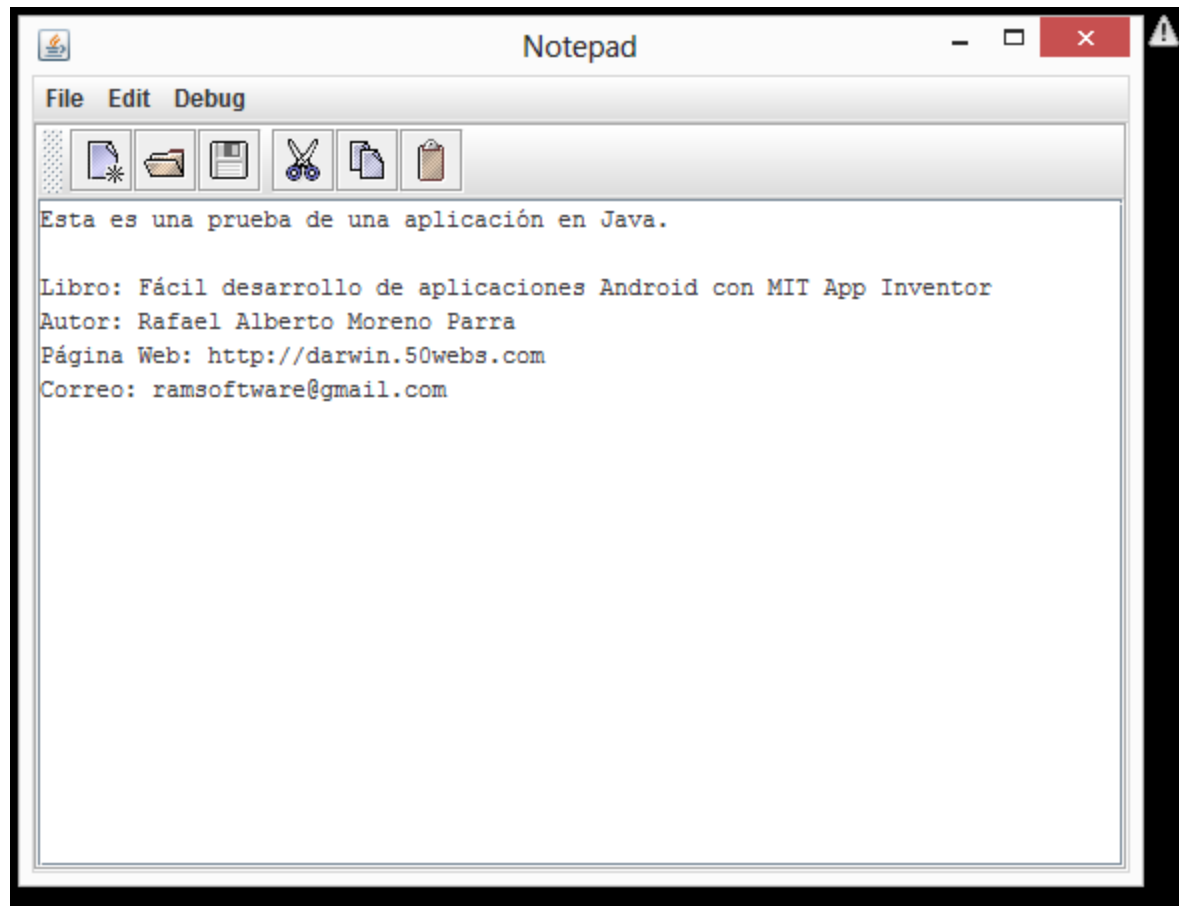 Notepad
File Edit Debug
Esta es una prueba de una aplicación en Java.
Libro: Fácil desarrollo de aplicaciones Android con MIT App Inventor
Autor: Rafael Alberto Moreno Parra
Página Web: http://darwin.50webs.com
Correo: ramsoftware@gmail.com